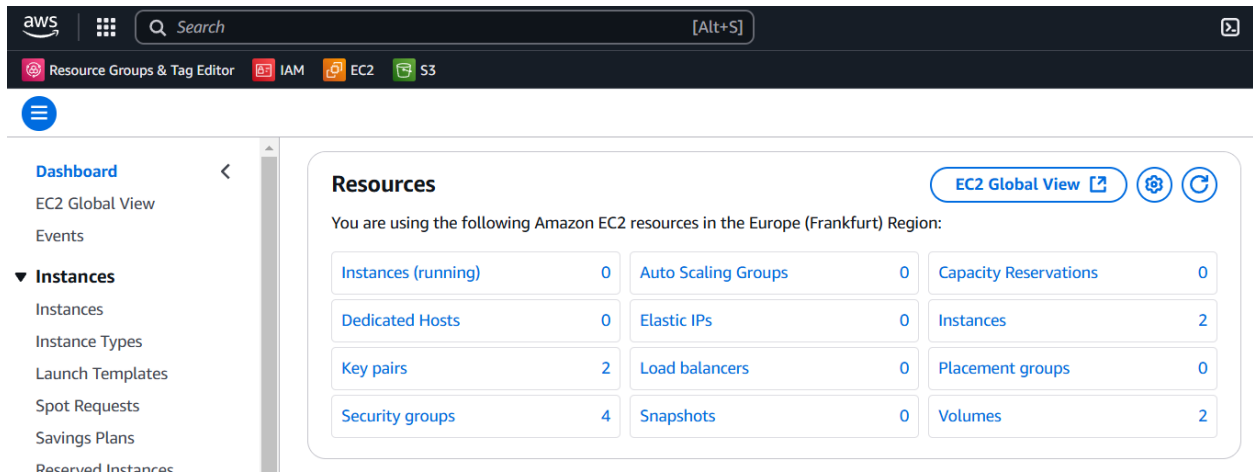 aws
Search [Alt+S]
Resource Groups & Tag Editor IAM EC2 S3
Dashboard
EC2 Global View
Events
Instances
Instances
Instance Types
Launch Templates
Spot Requests
Savings Plans
Reserved Instances
Resources
EC2 Global View
You are using the following Amazon EC2 resources in the Europe (Frankfurt) Region:
Instances (running) 0 Auto Scaling Groups 0 Capacity Reservations 0
Dedicated Hosts 0 Elastic IPs 0 Instances 2
Key pairs 2 Load balancers 0 Placement groups 0
Security groups 4 Snapshots 0 Volumes 2